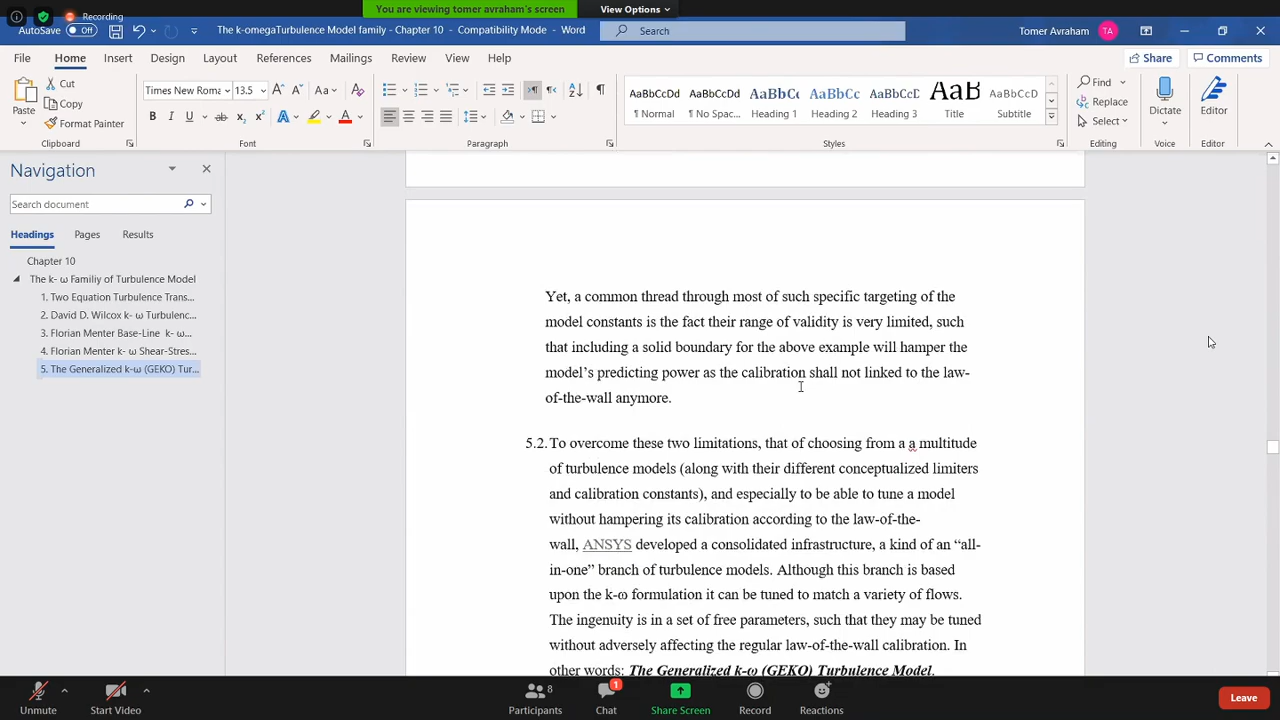 Recording
You are viewing tomer avraham's screen
View Options
AutoSave Off
The k-omegaTurbulence Model family - Chapter 10 - Compatibility Mode - Word
Search
Tomer Avraham
TA
File
Home
Insert
Design
Layout
References
Mailings
Review
View
Help
Share
Comments
Paste
Cut
Copy
Format Painter
Clipboard
Times New Roma
13.5
Font
Paragraph
AaBbCcDd
¶ Normal
AaBbCcDd
¶ No Spac...
AaBbCc
Heading 1
AaBbCc
Heading 2
AaBbCcD
Heading 3
AaB
Title
AaBbCcDd
Subtitle
Styles
Find
Replace
Select
Editing
Dictate
Voice
Editor
Editor
Navigation
Search document
Headings
Pages
Results
Chapter 10
The k- ω Familiy of Turbulence Model
1. Two Equation Turbulence Trans...
2. David D. Wilcox k-ω Turbulenc...
3. Florian Menter Base-Line k-ω...
4. Florian Menter k- ω Shear-Stres...
5. The Generalized k-ω (GEKO) Tur...
Yet, a common thread through most of such specific targeting of the
model constants is the fact their range of validity is very limited, such
that including a solid boundary for the above example will hamper the
model’s predicting power as the calibration shall not linked to the law-
of-the-wall anymore.
5.2. To overcome these two limitations, that of choosing from a a multitude
of turbulence models (along with their different conceptualized limiters
and calibration constants), and especially to be able to tune a model
without hampering its calibration according to the law-of-the-
wall, ANSYS developed a consolidated infrastructure, a kind of an “all-
in-one” branch of turbulence models. Although this branch is based
upon the k-ω formulation it can be tuned to match a variety of flows.
The ingenuity is in a set of free parameters, such that they may be tuned
without adversely affecting the regular law-of-the-wall calibration. In
other words: The Generalized k-ω (GEKO) Turbulence Model.
Unmute
Start Video
8
Participants
1
Chat
Share Screen
Record
Reactions
Leave